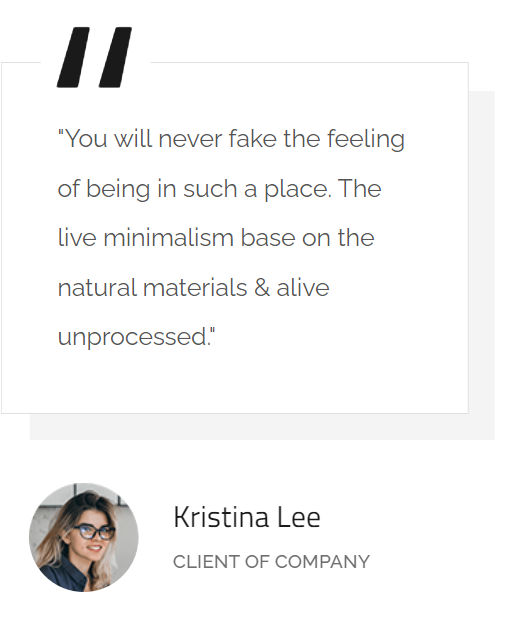 "You will never fake the feeling
of being in such a place. The
live minimalism base on the
natural materials & alive
unprocessed."
Kristina Lee
CLIENT OF COMPANY